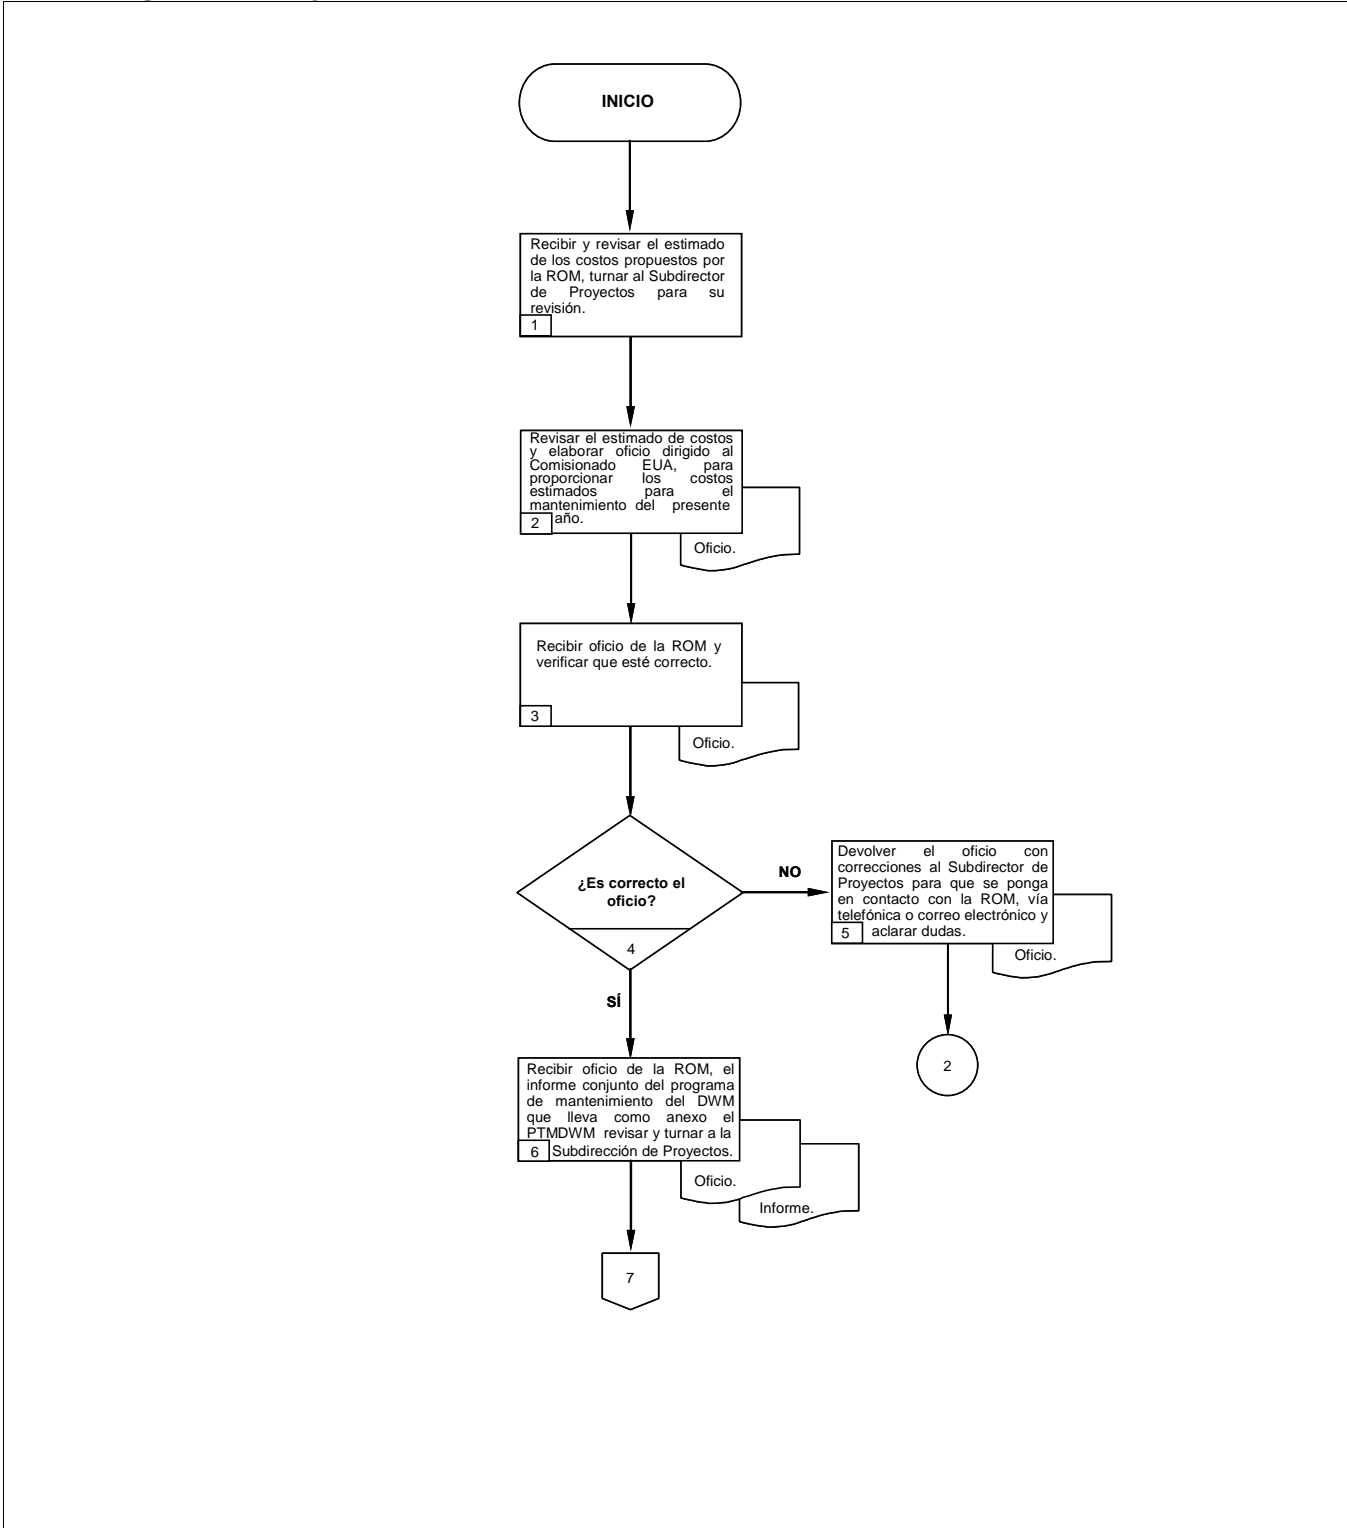 INICIO
Recibir y revisar el estimado
de los costos propuestos por
la ROM, turnar al Subdirector
de Proyectos para su
revisión.
1
Revisar el estimado de costos
y elaborar oficio dirigido al
Comisionado EUA, para
proporcionar los costos
estimados para el
mantenimiento del presente
año.
2
Oficio.
Recibir oficio de la ROM y
verificar que esté correcto.
3
Oficio.
¿Es correcto el
oficio?
4
NO
Devolver el oficio con
correcciones al Subdirector de
Proyectos para que se ponga
en contacto con la ROM, vía
telefónica o correo electrónico y
aclarar dudas.
5
Oficio.
2
SÍ
Recibir oficio de la ROM, el
informe conjunto del programa
de mantenimiento del DWM
que lleva como anexo el
PTMDWM revisar y turnar a la
Subdirección de Proyectos.
6
Oficio.
Informe.
7